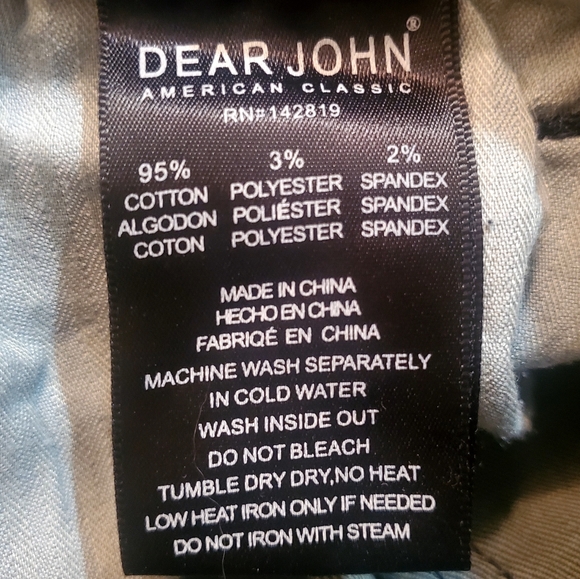 DEAR JOHN®
AMERICAN CLASSIC
RN#142819
95% 3% 2%
COTTON POLYESTER SPANDEX
ALGODON POLIÉSTER SPANDEX
COTON POLYESTER SPANDEX
MADE IN CHINA
HECHO EN CHINA
FABRIQÉ EN CHINA
MACHINE WASH SEPARATELY
IN COLD WATER
WASH INSIDE OUT
DO NOT BLEACH
TUMBLE DRY DRY,NO HEAT
LOW HEAT IRON ONLY IF NEEDED
DO NOT IRON WITH STEAM